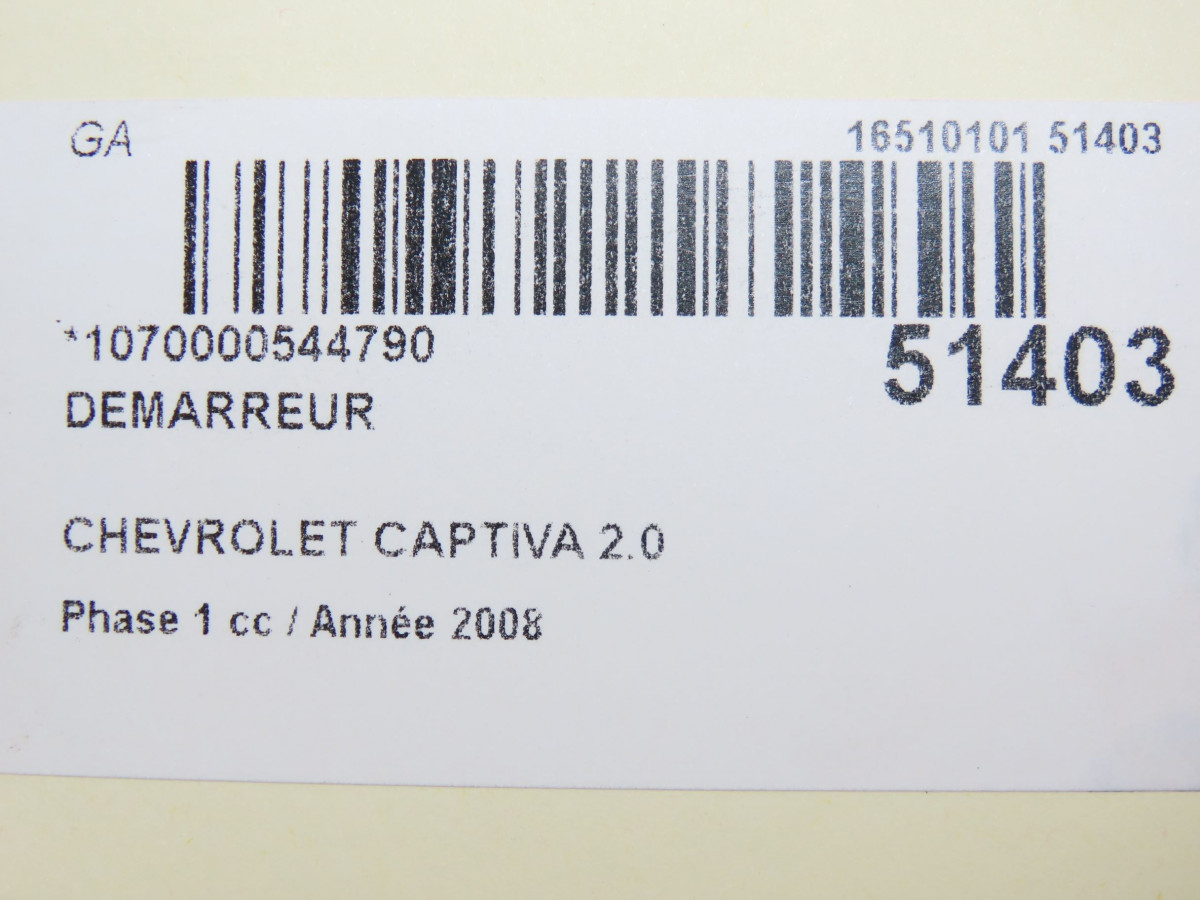 GA
16510101 51403
*1070000544790
51403
DEMARREUR
CHEVROLET CAPTIVA 2.0
Phase 1 cc / Année 2008